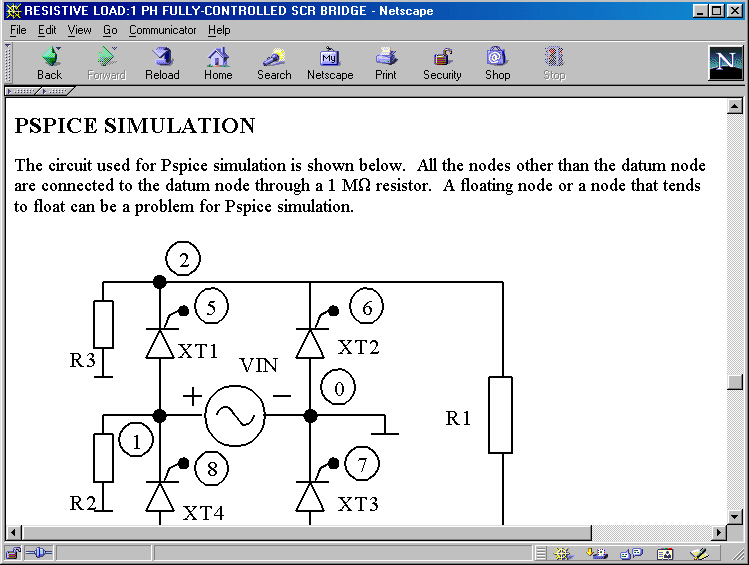 RESISTIVE LOAD:1 PH FULLY-CONTROLLED SCR BRIDGE - Netscape
File Edit View Go Communicator Help
My
N
Back Forward Reload Home Search Netscape Print Security Shop Stop
PSPICE SIMULATION
The circuit used for Pspice simulation is shown below. All the nodes other than the datum node
are connected to the datum node through a 1 MΩ resistor. A floating node or a node that tends
to float can be a problem for Pspice simulation.
2
5 6
R3 XT1 VIN XT2
+ − 0
R1
1 8 7
R2 XT4 XT3